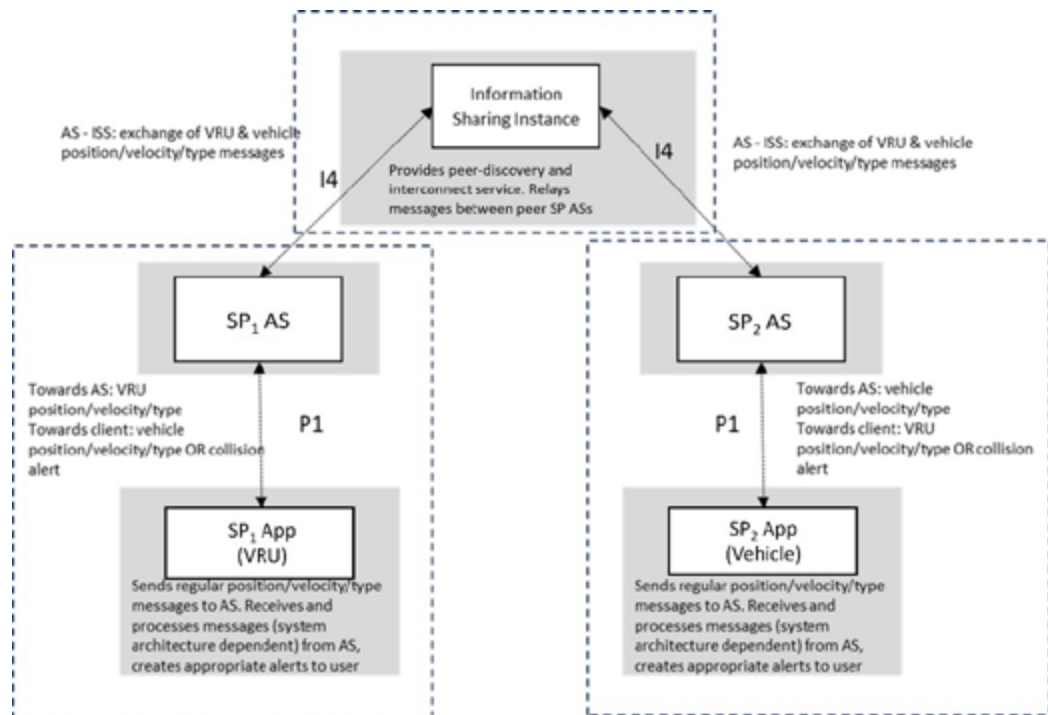 Information
Sharing Instance
AS - ISS: exchange of VRU & vehicle
position/velocity/type messages
I4
Provides peer-discovery and
interconnect service. Relays
messages between peer SP ASs
I4
AS - ISS: exchange of VRU & vehicle
position/velocity/type messages
SP₁ AS
Towards AS: VRU
position/velocity/type
Towards client: vehicle
position/velocity/type OR collision
alert
P1
SP₁ App
(VRU)
Sends regular position/velocity/type
messages to AS. Receives and
processes messages (system
architecture dependent) from AS,
creates appropriate alerts to user
SP₂ AS
P1
Towards AS: vehicle
position/velocity/type
Towards client: VRU
position/velocity/type OR collision
alert
SP₂ App
(Vehicle)
Sends regular position/velocity/type
messages to AS. Receives and
processes messages (system
architecture dependent) from AS,
creates appropriate alerts to user